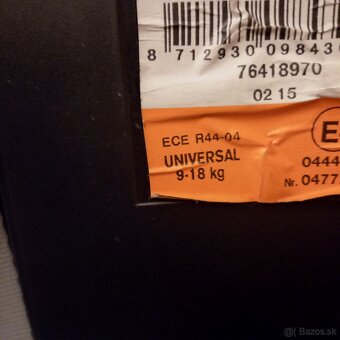 8 712930 09843
76418970
02 15
ECE R44-04
UNIVERSAL
9-18 kg
E
0444
Nr. 0477
© Bazos.sk